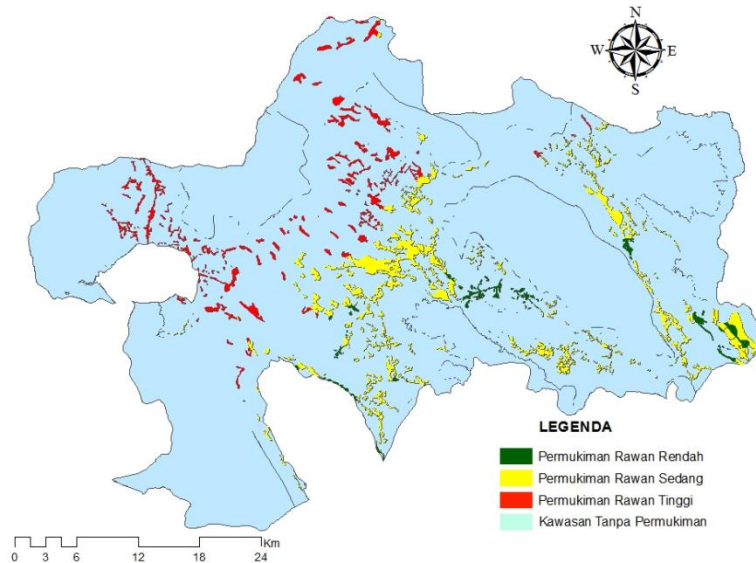 N
W E
S
LEGENDA
Permukiman Rawan Rendah
Permukiman Rawan Sedang
Permukiman Rawan Tinggi
Kawasan Tanpa Permukiman
Km
0 3 6 12 18 24